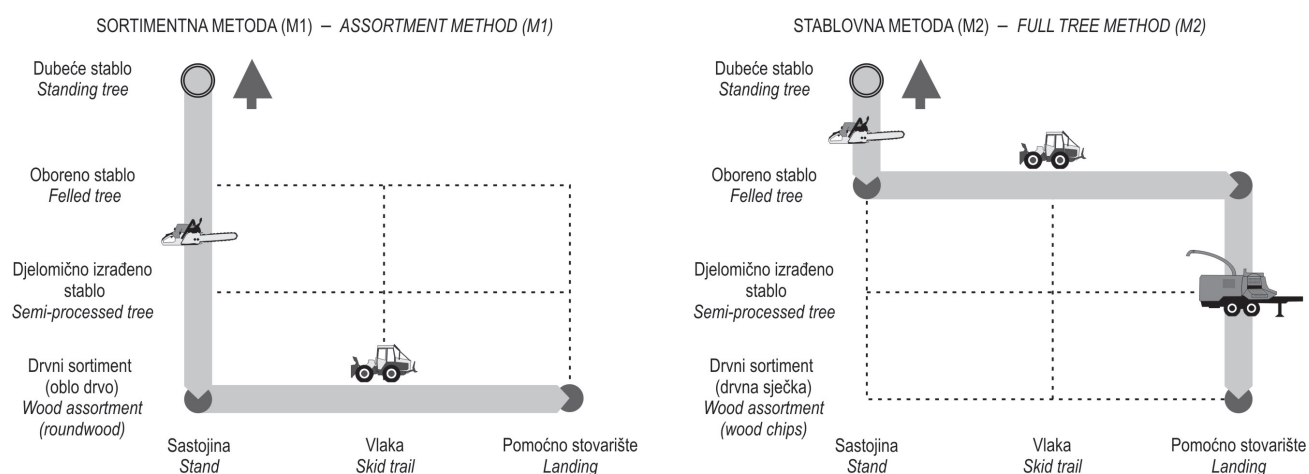 SORTIMENTNA METODA (M1) – ASSORTMENT METHOD (M1)
Dubeće stablo
Standing tree
Oboreno stablo
Felled tree
Djelomično izrađeno
stablo
Semi-processed tree
Drvni sortiment
(oblo drvo)
Wood assortment
(roundwood)
Sastojina
Stand
Vlaka
Skid trail
Pomoćno stovarište
Landing
STABLOVNA METODA (M2) – FULL TREE METHOD (M2)
Dubeće stablo
Standing tree
Oboreno stablo
Felled tree
Djelomično izrađeno
stablo
Semi-processed tree
Drvni sortiment
(drvna sječka)
Wood assortment
(wood chips)
Sastojina
Stand
Vlaka
Skid trail
Pomoćno stovarište
Landing